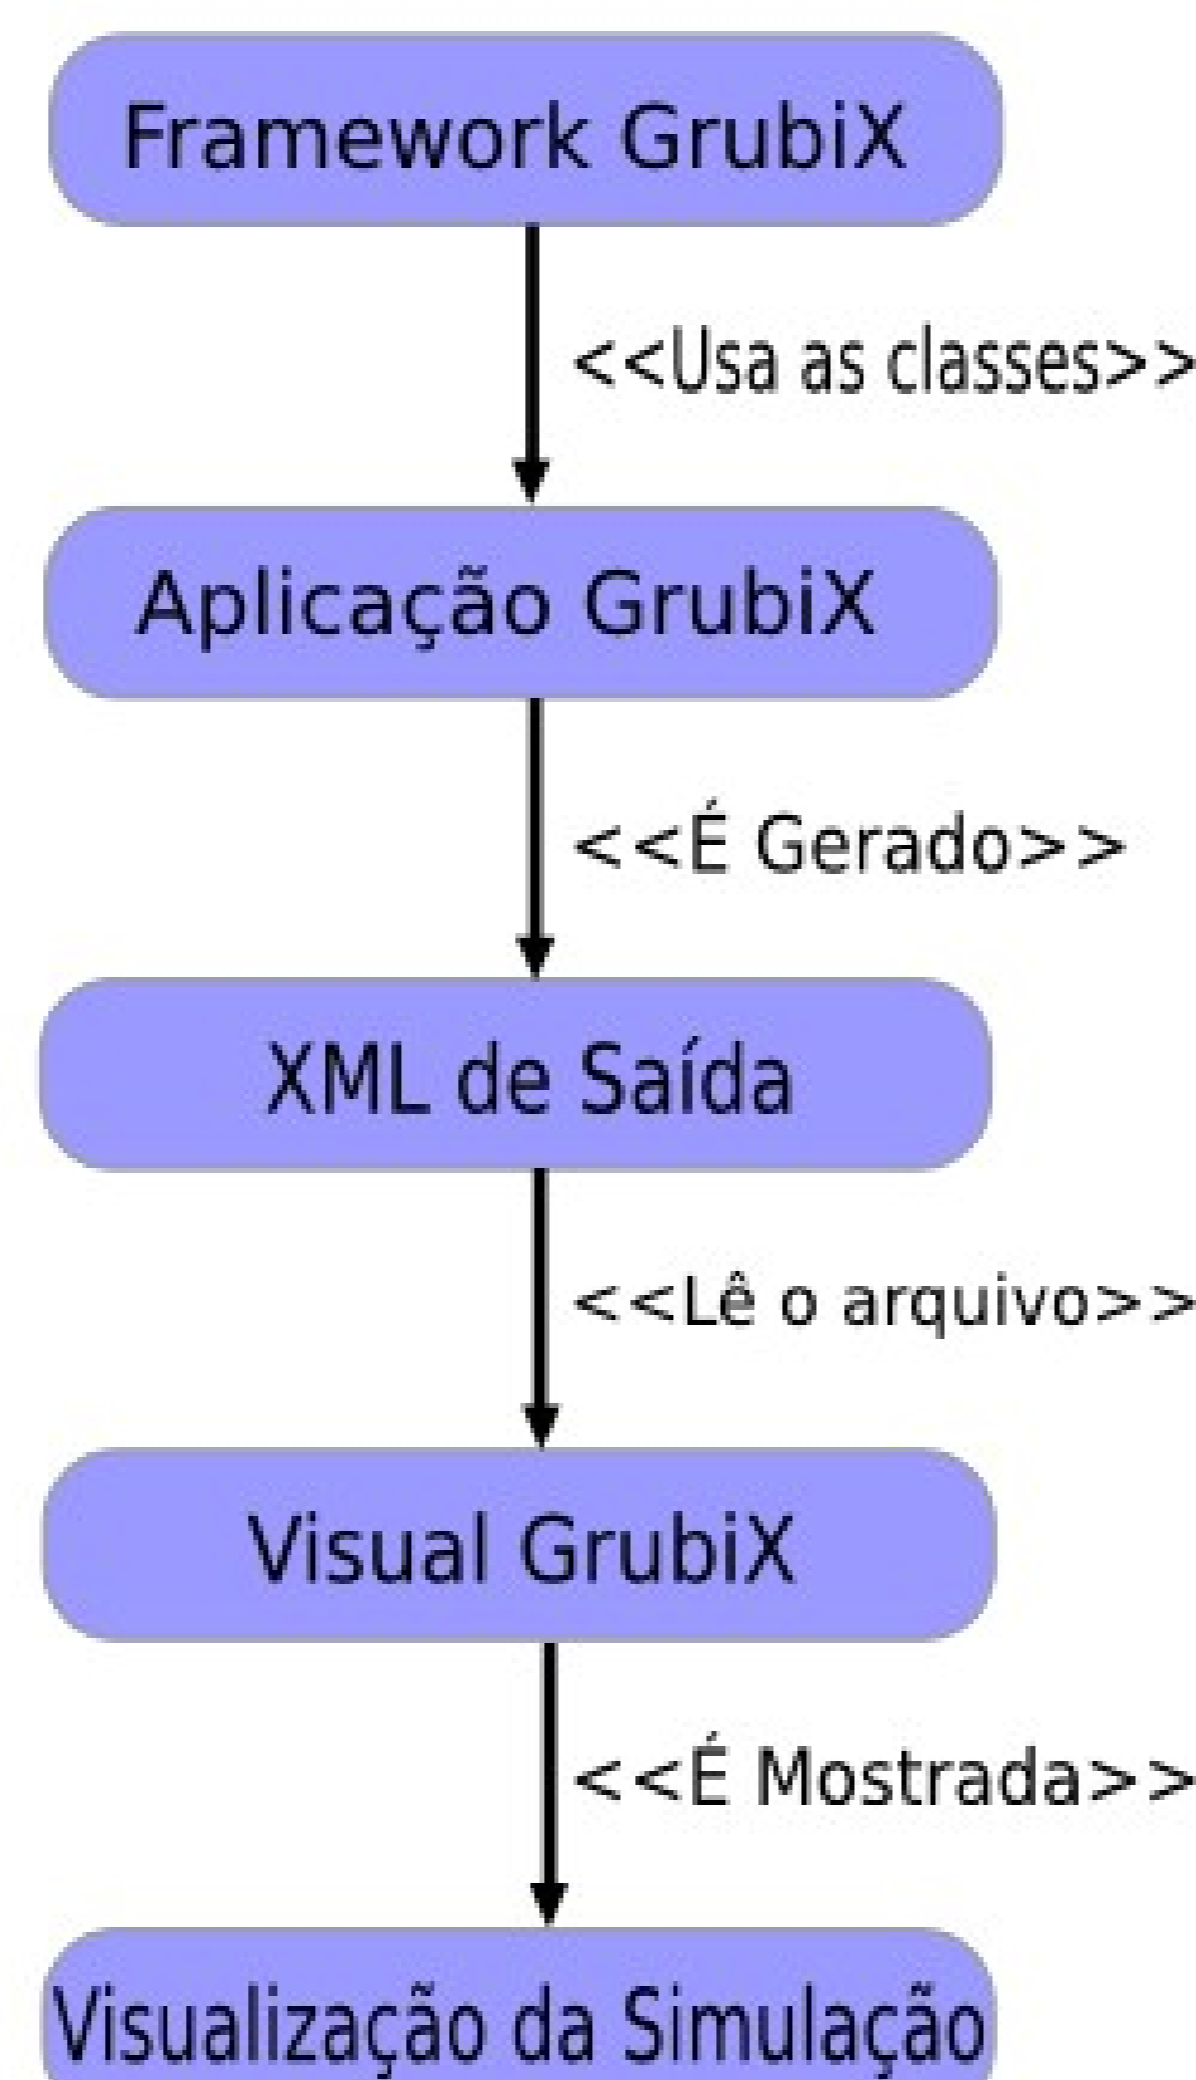 Framework GrubiX
<<Usa as classes>>
Aplicação GrubiX
<<É Gerado>>
XML de Saída
<<Lê o arquivo>>
Visual GrubiX
<<É Mostrada>>
Visualização da Simulação